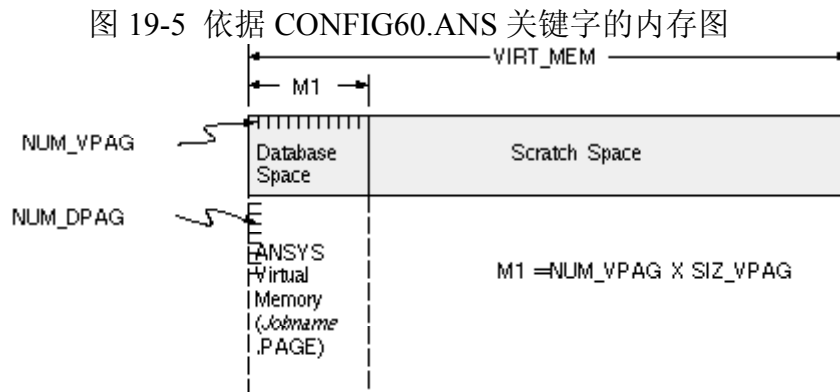 图 19-5 依据 CONFIG60.ANS 关键字的内存图
VIRT_MEM
M1
NUM_VPAG
Database
Space
Scratch Space
NUM_DPAG
ANSYS
Virtual
Memory
(Jobname
.PAGE)
M1 =NUM_VPAG X SIZ_VPAG